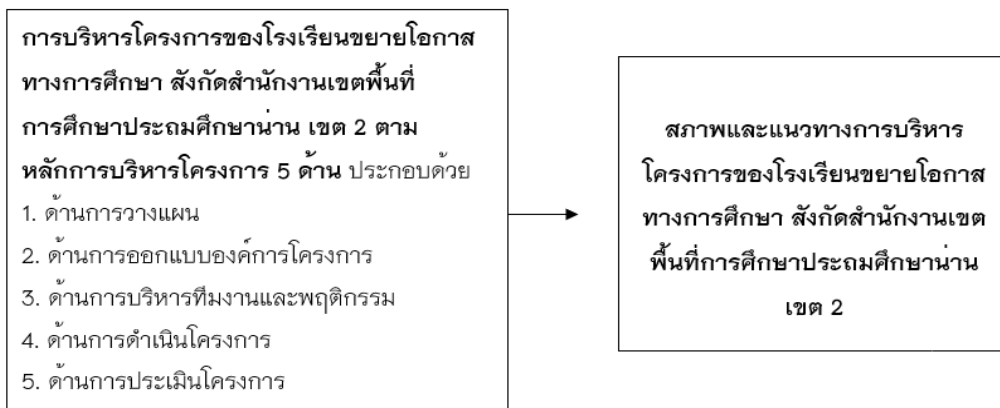 การบริหารโครงการของโรงเรียนขยายโอกาส
ทางการศึกษา สังกัดสำนักงานเขตพื้นที่
การศึกษาประถมศึกษาน่าน เขต 2 ตาม
หลักการบริหารโครงการ 5 ด้าน ประกอบด้วย
1. ด้านการวางแผน
2. ด้านการออกแบบองค์การโครงการ
3. ด้านการบริหารทีมงานและพฤติกรรม
4. ด้านการดำเนินโครงการ
5. ด้านการประเมินโครงการ
สภาพและแนวทางการบริหาร
โครงการของโรงเรียนขยายโอกาส
ทางการศึกษา สังกัดสำนักงานเขต
พื้นที่การศึกษาประถมศึกษาน่าน
เขต 2